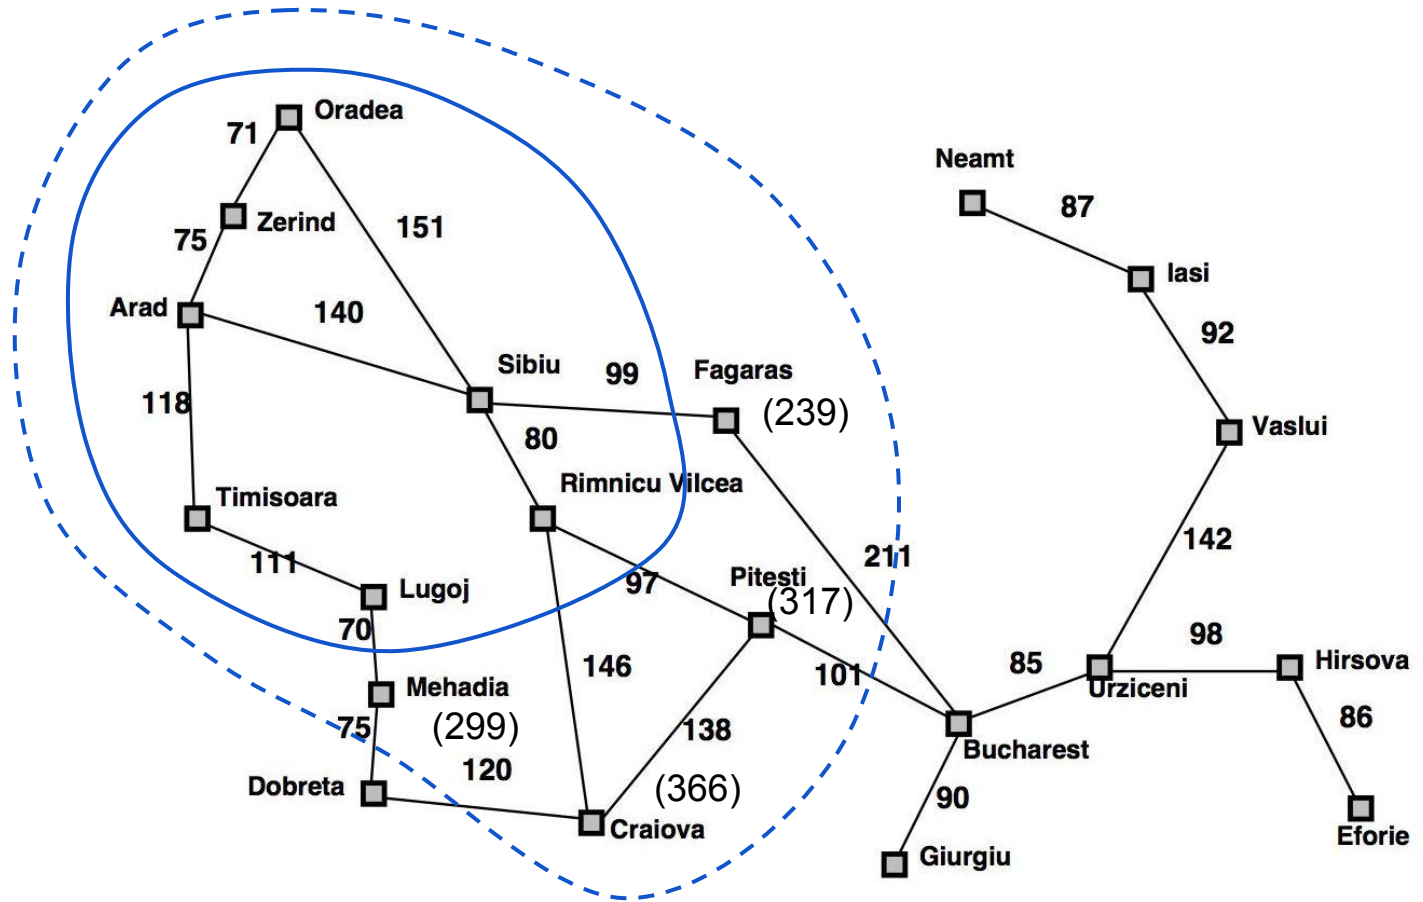 Oradea
71
Neamt
87
Zerind
151
75
Iasi
Arad
140
92
Sibiu
99
Fagaras
(239)
118
80
Vaslui
Rimnicu Vilcea
Timisoara
142
211
111
97
Pitesti
(317)
Lugoj
70
98
146
85
Hirsova
101
Urziceni
Mehadia
(299)
75
138
86
Bucharest
120
Dobreta
(366)
90
Craiova
Eforie
Giurgiu